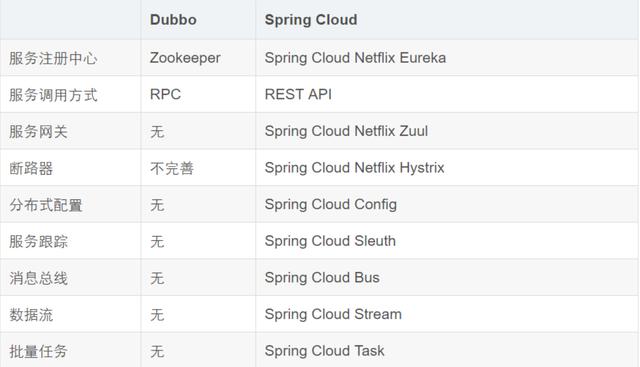 Dubbo Spring Cloud
服务注册中心 Zookeeper Spring Cloud Netflix Eureka
服务调用方式 RPC REST API
服务网关 无 Spring Cloud Netflix Zuul
断路器 不完善 Spring Cloud Netflix Hystrix
分布式配置 无 Spring Cloud Config
服务跟踪 无 Spring Cloud Sleuth
消息总线 无 Spring Cloud Bus
数据流 无 Spring Cloud Stream
批量任务 无 Spring Cloud Task